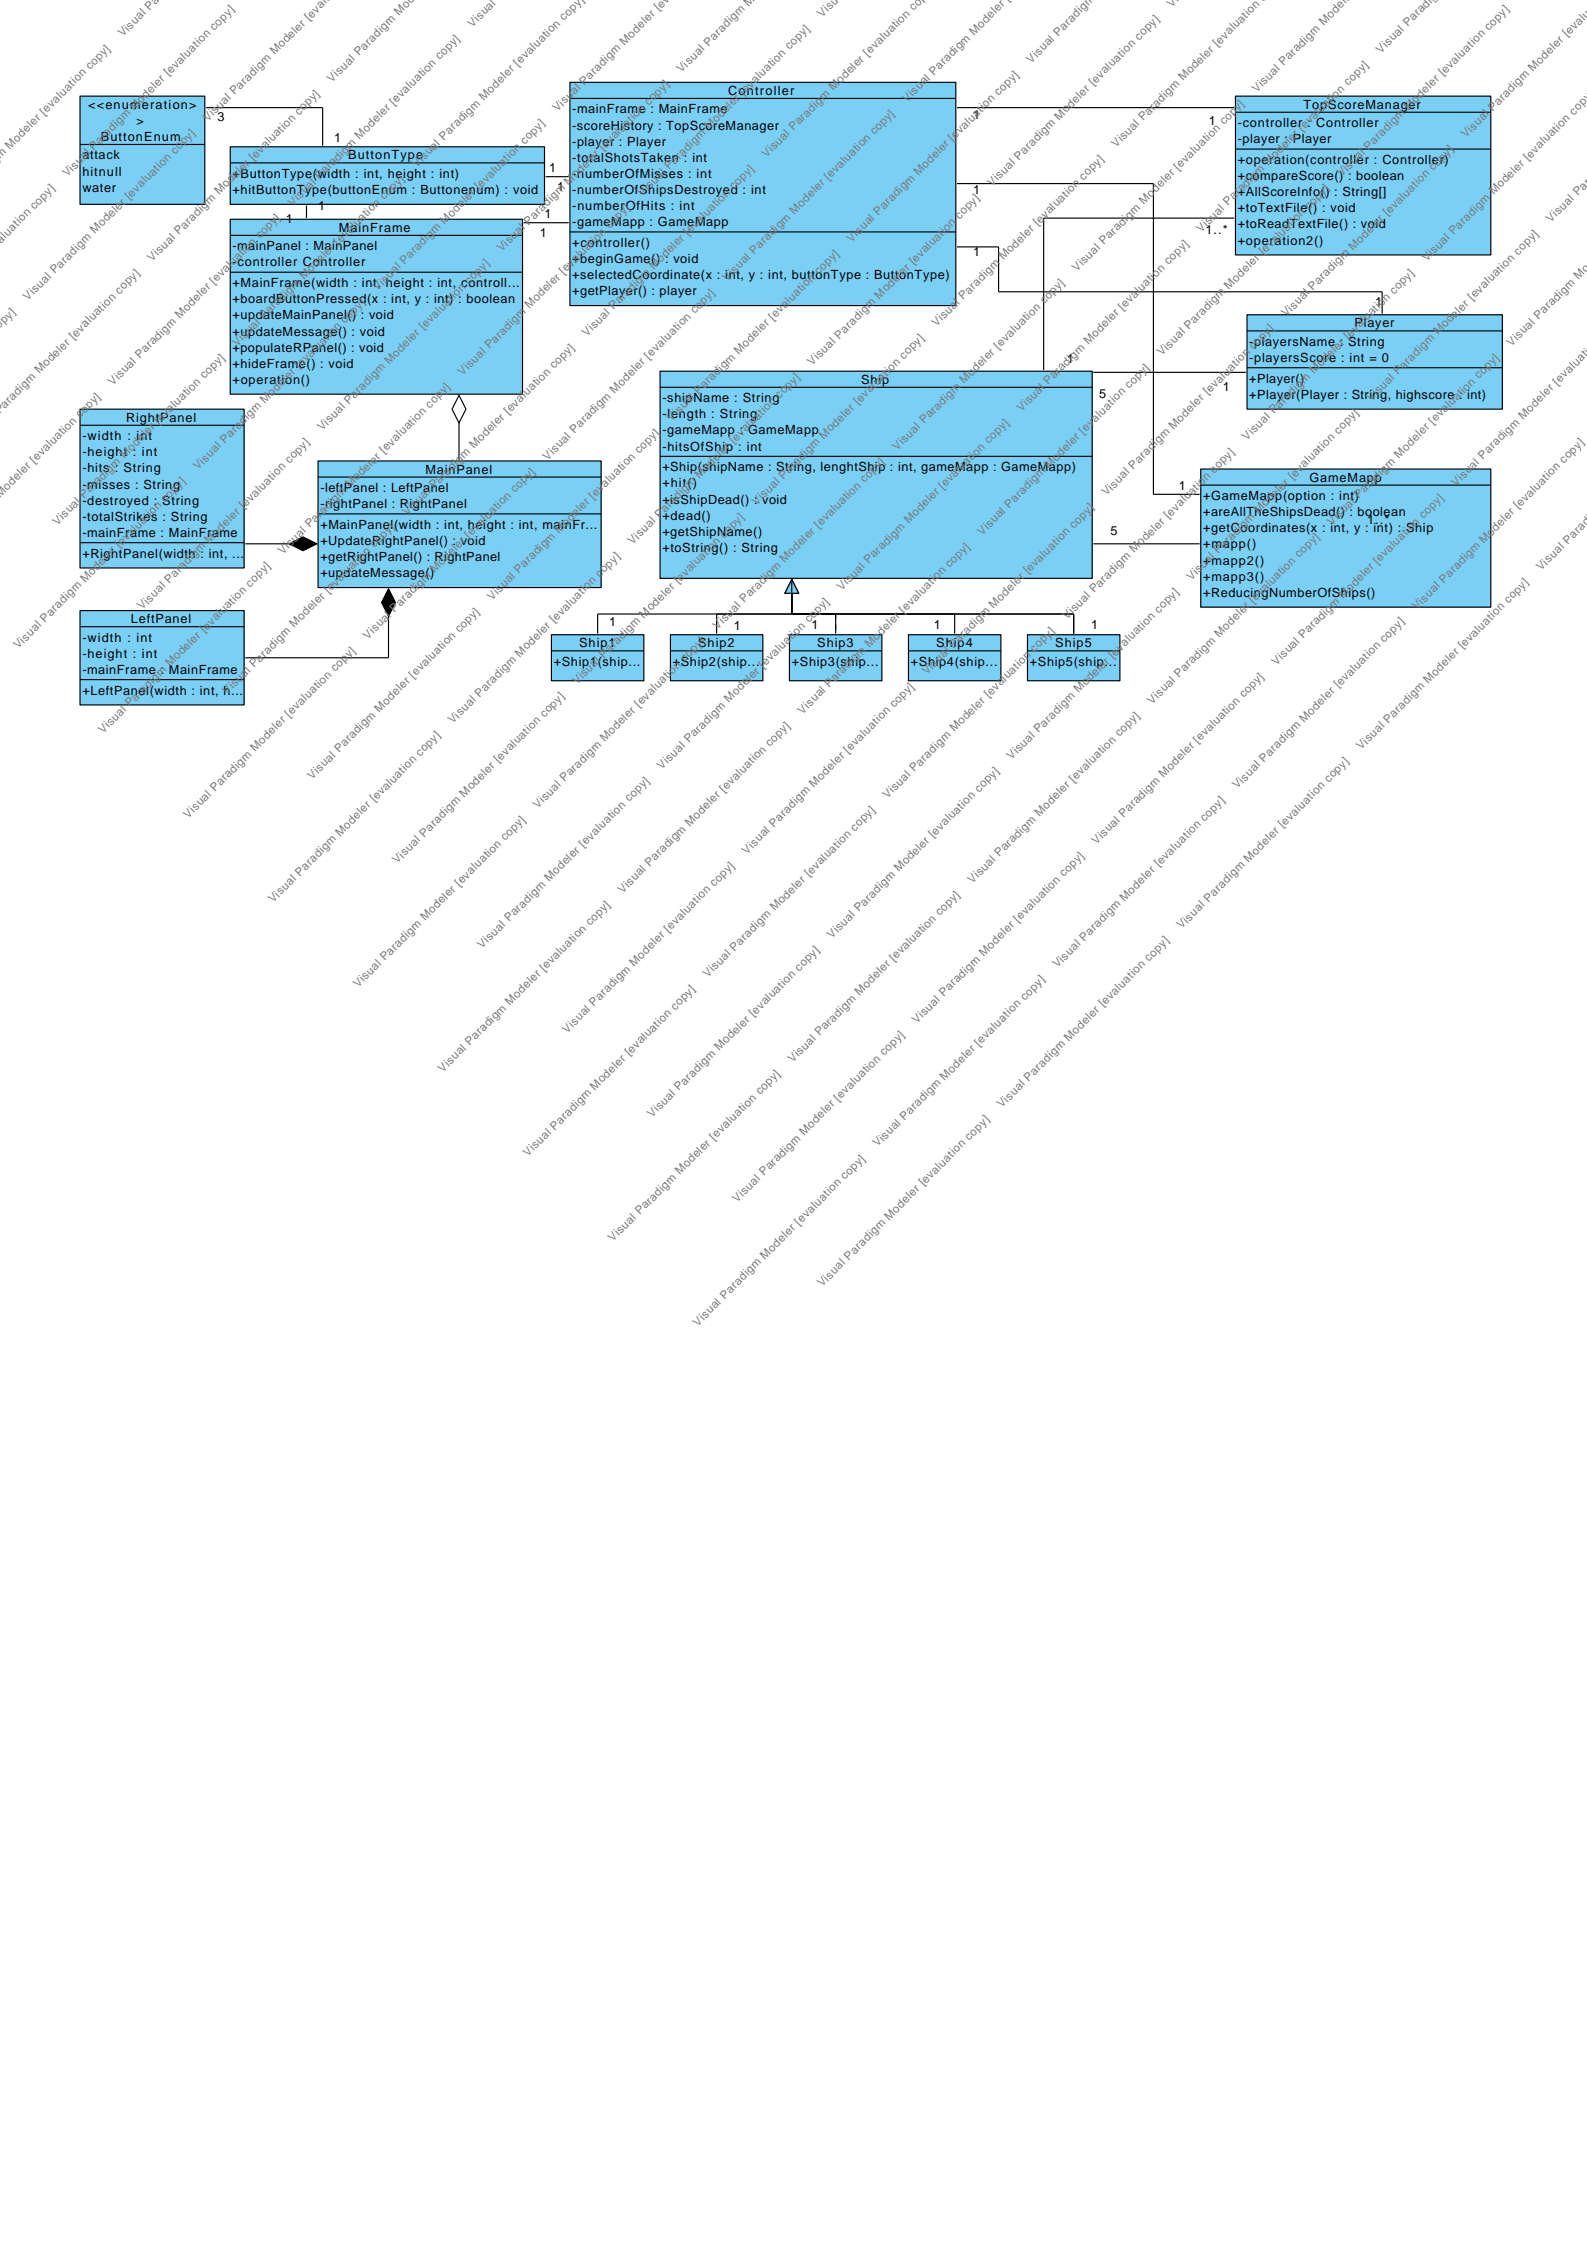 <<enumeration>
>
ButtonEnum
attack
hitnull
water
3
1
ButtonType
+ButtonType(width : int, height : int)
+hitButtonType(buttonEnum : Buttonenum) : void
1
1
1
1
MainFrame
-mainPanel : MainPanel
-controller Controller
+MainFrame(width : int, height : int, controll...
+boardButtonPressed(x : int, y : int) : boolean
+updateMainPanel() : void
+updateMessage() : void
+populateRPanel() : void
+hideFrame() : void
+operation()
1
1
Controller
-mainFrame : MainFrame
-scoreHistory : TopScoreManager
-player : Player
-totalShotsTaken : int
-numberOfMisses : int
-numberOfShipsDestroyed : int
-numberOfHits : int
-gameMapp : GameMapp
+controller()
+beginGame() : void
+selectedCoordinate(x : int, y : int, buttonType : ButtonType)
+getPlayer() : player
1
1
1
1
TopScoreManager
-controller : Controller
-player : Player
+operation(controller : Controller)
+compareScore() : boolean
+AllScoreInfo() : String[]
+toTextFile() : void
+toReadTextFile() : void
+operation2()
1..*
1
Player
-playersName : String
-playersScore : int = 0
+Player()
+Player(Player : String, highscore : int)
1
5
1
Ship
-shipName : String
-length : String
-gameMapp : GameMapp
-hitsOfShip : int
+Ship(shipName : String, lenghtShip : int, gameMapp : GameMapp)
+hit()
+isShipDead() : void
+dead()
+getShipName()
+toString() : String
1
5
GameMapp
+GameMapp(option : int)
+areAllTheShipsDead() : boolean
+getCoordinates(x : int, y : int) : Ship
+mapp()
+mapp2()
+mapp3()
+ReducingNumberOfShips()
RightPanel
-width : int
-height : int
-hits : String
-misses : String
-destroyed : String
-totalStrikes : String
-mainFrame : MainFrame
+RightPanel(width : int, ...
MainPanel
-leftPanel : LeftPanel
-rightPanel : RightPanel
+MainPanel(width : int, height : int, mainFr...
+UpdateRightPanel() : void
+getRightPanel() : RightPanel
+updateMessage()
LeftPanel
-width : int
-height : int
-mainFrame : MainFrame
+LeftPanel(width : int, h...
1
Ship1
+Ship1(ship...
1
Ship2
+Ship2(ship...
1
Ship3
+Ship3(ship...
1
Ship4
+Ship4(ship...
1
Ship5
+Ship5(ship...
Visual Paradigm Modeler [evaluation copy]